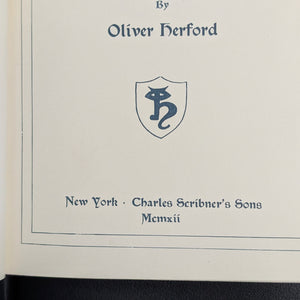 By
Oliver Herford
New York · Charles Scribner's Sons
Mcmxii